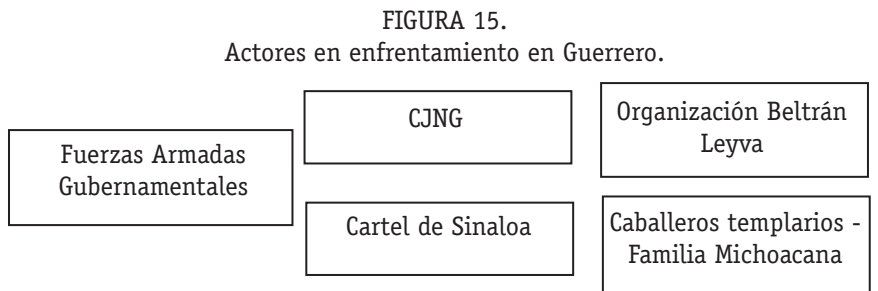 FIGURA 15.
Actores en enfrentamiento en Guerrero.
Fuerzas Armadas
Gubernamentales
CJNG
Cartel de Sinaloa
Organización Beltrán
Leyva
Caballeros templarios -
Familia Michoacana